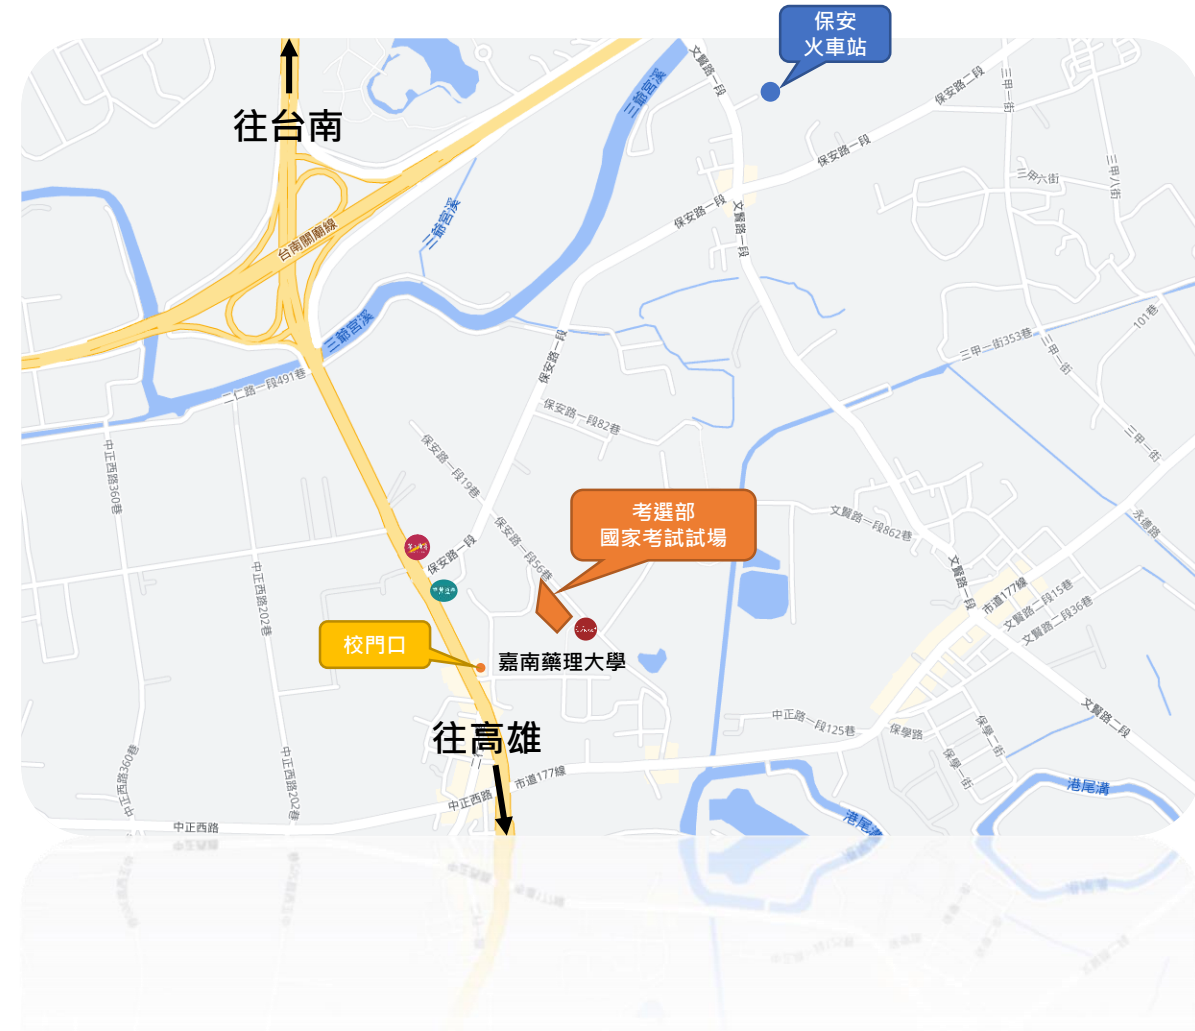 保安
火車站
往台南
文賢路一段
三爺宮溪
保安路二段
三甲一街
保安路一段
三甲八街
三甲六街
保安路一段
文賢路一段
三爺宮溪
台南關廟線
三爺宮溪
101巷
三甲一街353巷
三甲一街
保安路一段
二仁路一段491巷
保安路一段82巷
三甲一街
保安路一段19巷
中正西路360巷
考選部
國家考試試場
文賢路一段862巷
永德路
保安路一段
保安路一段56巷
文賢路一段
市道177線
中正西路202巷
文賢路二段15巷
文賢路二段36巷
校門口
嘉南藥理大學
文賢路二段
中正路一段125巷
保學路
保學二街
往高雄
保學一街
中正西路360巷
中正西路202巷
市道177線
中正西路
港尾溝
港尾溝
中正西路